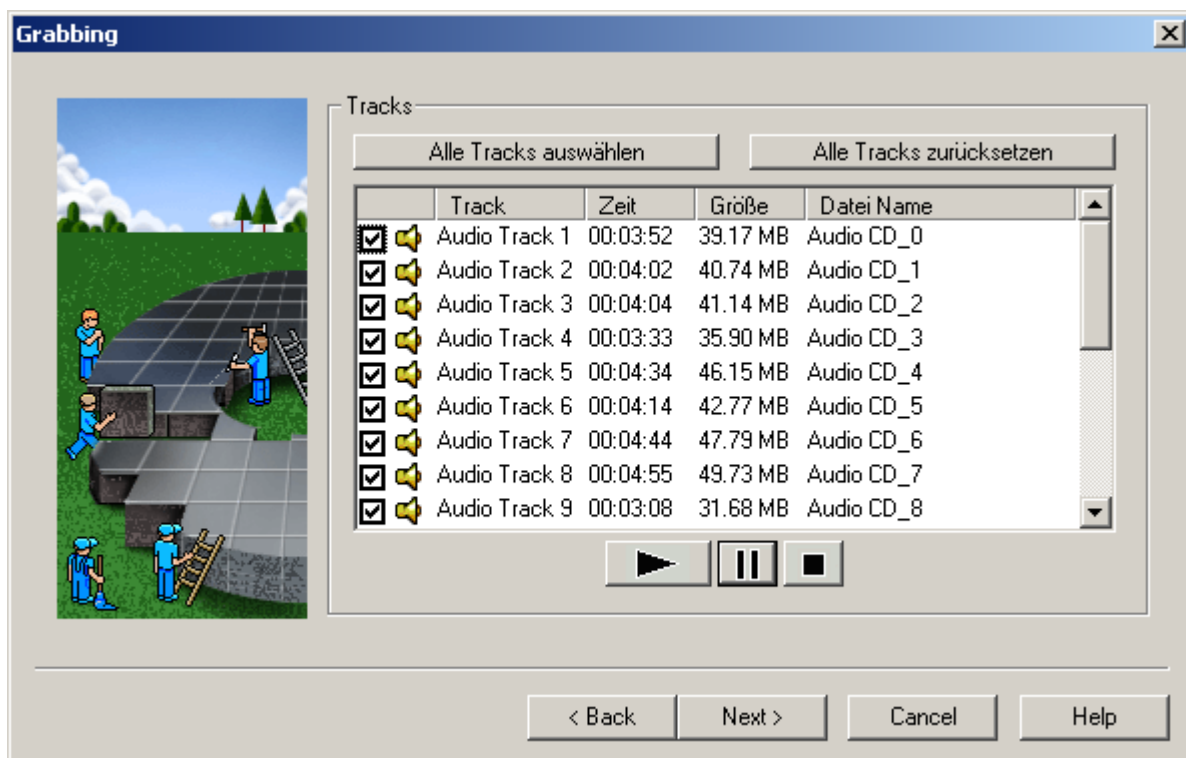 Grabbing
Tracks
Alle Tracks auswählen Alle Tracks zurücksetzen
Track Zeit Größe Datei Name
Audio Track 1 00:03:52 39.17 MB Audio CD_0
Audio Track 2 00:04:02 40.74 MB Audio CD_1
Audio Track 3 00:04:04 41.14 MB Audio CD_2
Audio Track 4 00:03:33 35.90 MB Audio CD_3
Audio Track 5 00:04:34 46.15 MB Audio CD_4
Audio Track 6 00:04:14 42.77 MB Audio CD_5
Audio Track 7 00:04:44 47.79 MB Audio CD_6
Audio Track 8 00:04:55 49.73 MB Audio CD_7
Audio Track 9 00:03:08 31.68 MB Audio CD_8
< Back Next > Cancel Help